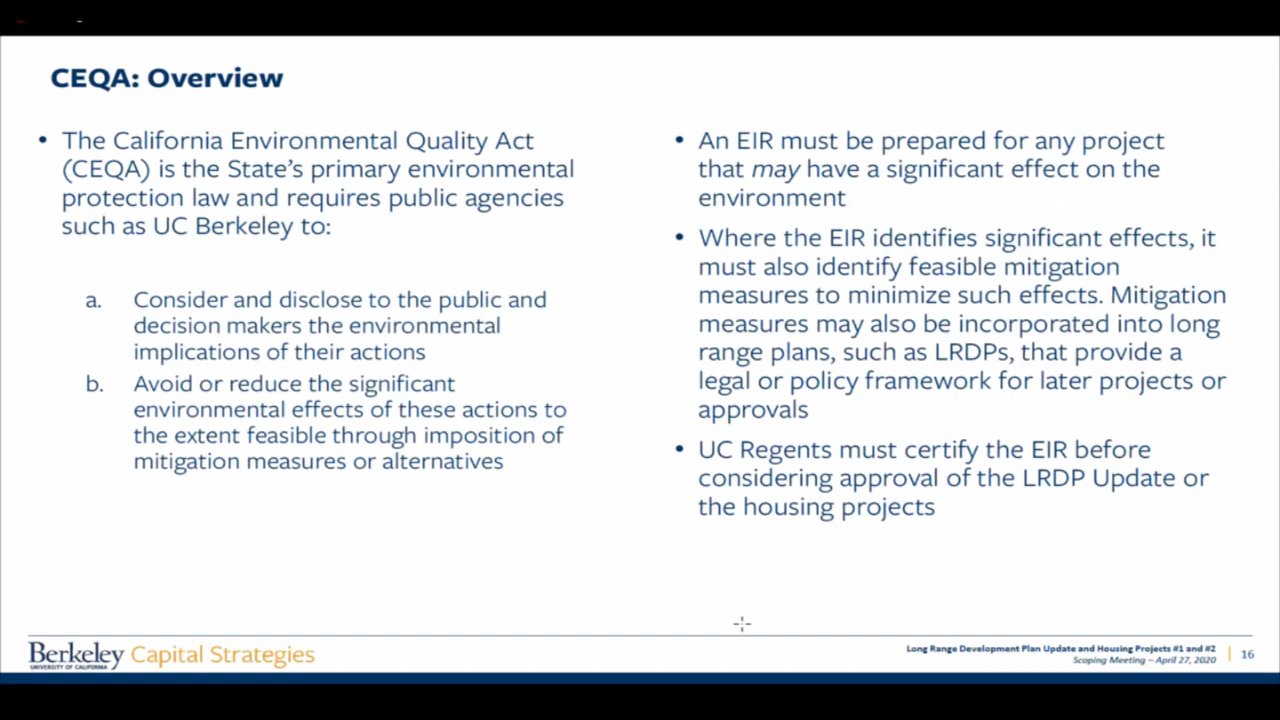 CEQA: Overview
• The California Environmental Quality Act
(CEQA) is the State's primary environmental
protection law and requires public agencies
such as UC Berkeley to:
a. Consider and disclose to the public and
decision makers the environmental
implications of their actions
b. Avoid or reduce the significant
environmental effects of these actions to
the extent feasible through imposition of
mitigation measures or alternatives
• An EIR must be prepared for any project
that may have a significant effect on the
environment
• Where the EIR identifies significant effects, it
must also identify feasible mitigation
measures to minimize such effects. Mitigation
measures may also be incorporated into long
range plans, such as LRDPs, that provide a
legal or policy framework for later projects or
approvals
• UC Regents must certify the EIR before
considering approval of the LRDP Update or
the housing projects
Berkeley Capital Strategies
UNIVERSITY OF CALIFORNIA
Long Range Development Plan Update and Housing Projects #1 and #2
Scoping Meeting – April 27, 2020
16